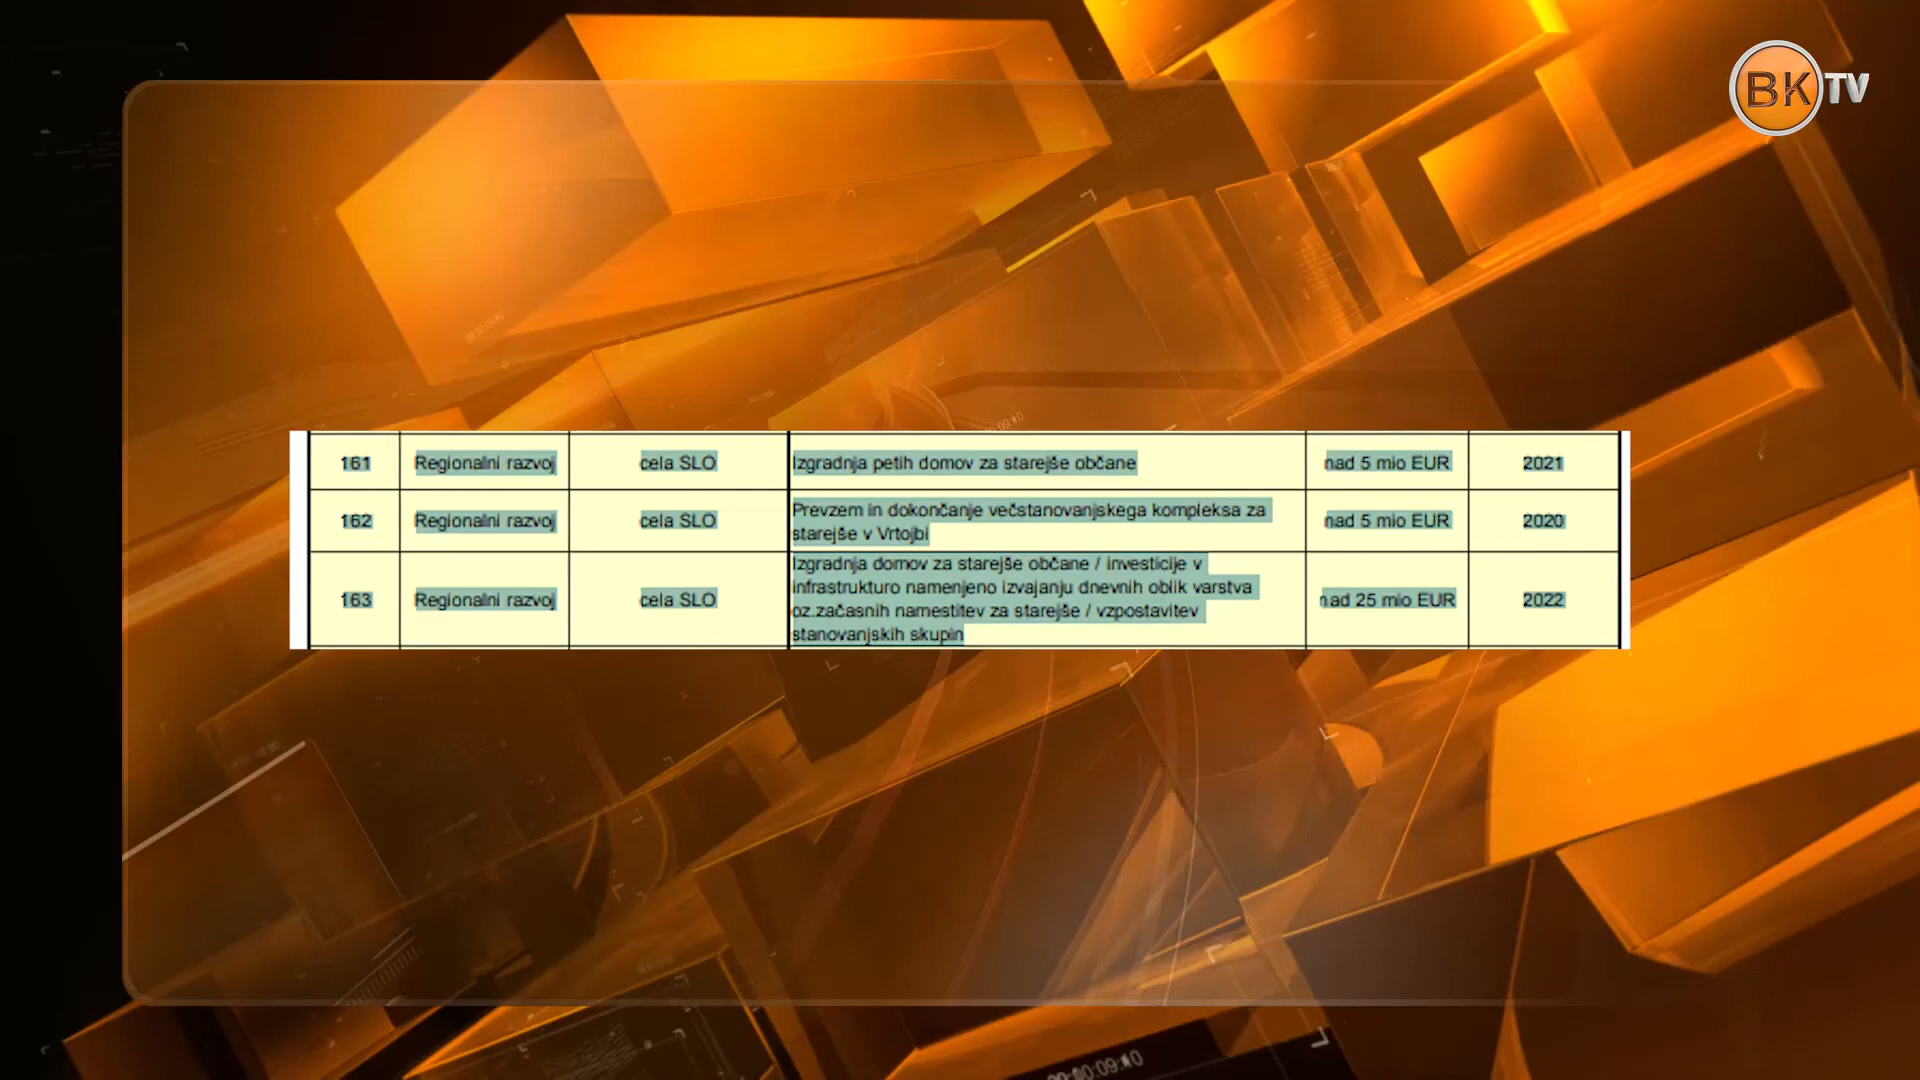 BK TV
161 Regionalni razvoj cela SLO Izgradnja petih domov za starejše občane nad 5 mio EUR 2021
162 Regionalni razvoj cela SLO Prevzem in dokončanje večstanovanjskega kompleksa za
starejše v Vrtojbi nad 5 mio EUR 2020
163 Regionalni razvoj cela SLO Izgradnja domov za starejše občane / investicije v
infrastrukturo namenjeno izvajanju dnevnih oblik varstva
oz.začasnih namestitev za starejše / vzpostavitev
stanovanjskih skupin nad 25 mio EUR 2022